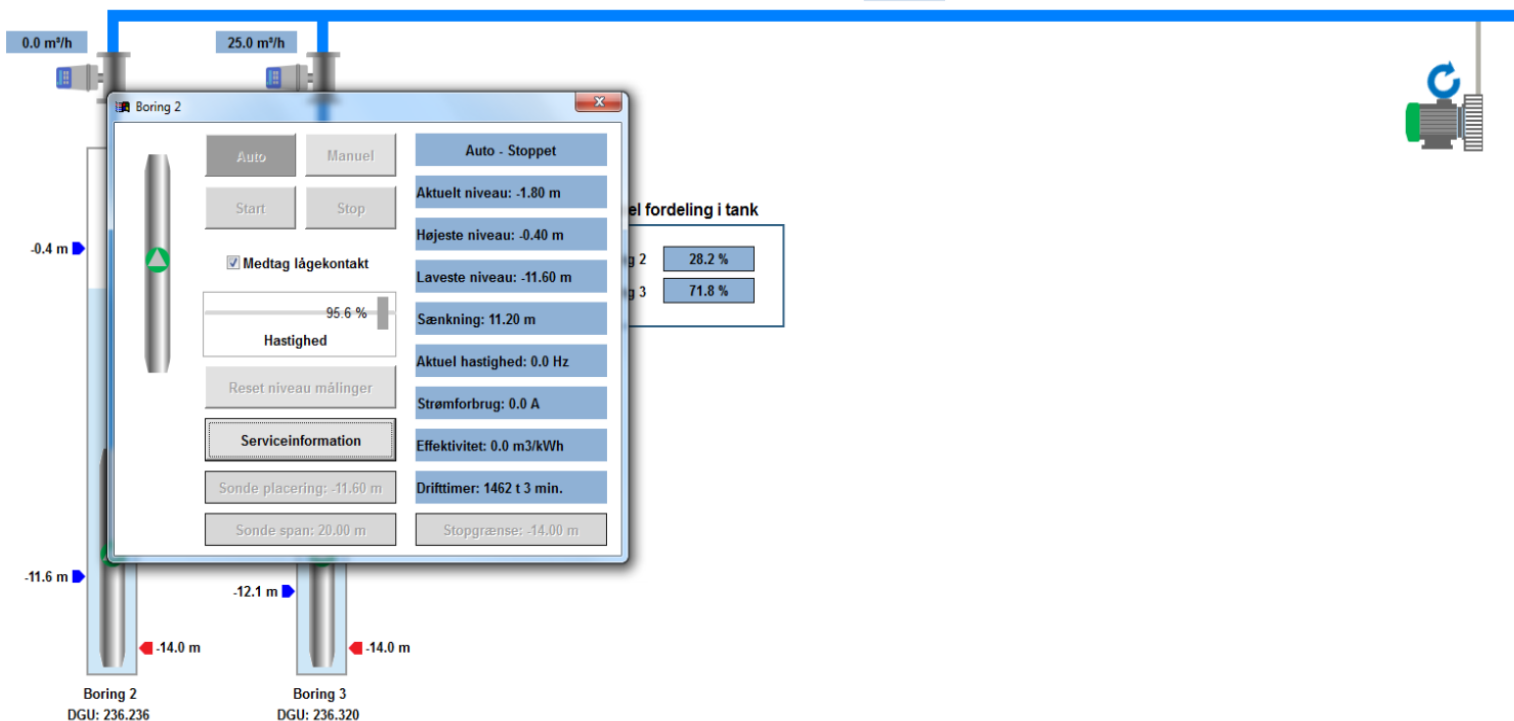 0.0 m³/h
25.0 m³/h
Boring 2
Auto
Manuel
Start
Stop
Medtag lågekontakt
95.6 %
Hastighed
Reset niveau målinger
Serviceinformation
Sonde placering: -11.60 m
Sonde span: 20.00 m
Auto - Stoppet
Aktuelt niveau: -1.80 m
Højeste niveau: -0.40 m
Laveste niveau: -11.60 m
Sænkning: 11.20 m
Aktuel hastighed: 0.0 Hz
Strømforbrug: 0.0 A
Effektivitet: 0.0 m3/kWh
Drifttimer: 1462 t 3 min.
Stopgrænse: -14.00 m
el fordeling i tank
g 2 28.2 %
g 3 71.8 %
-0.4 m
-11.6 m
-12.1 m
-14.0 m
-14.0 m
Boring 2
DGU: 236.236
Boring 3
DGU: 236.320